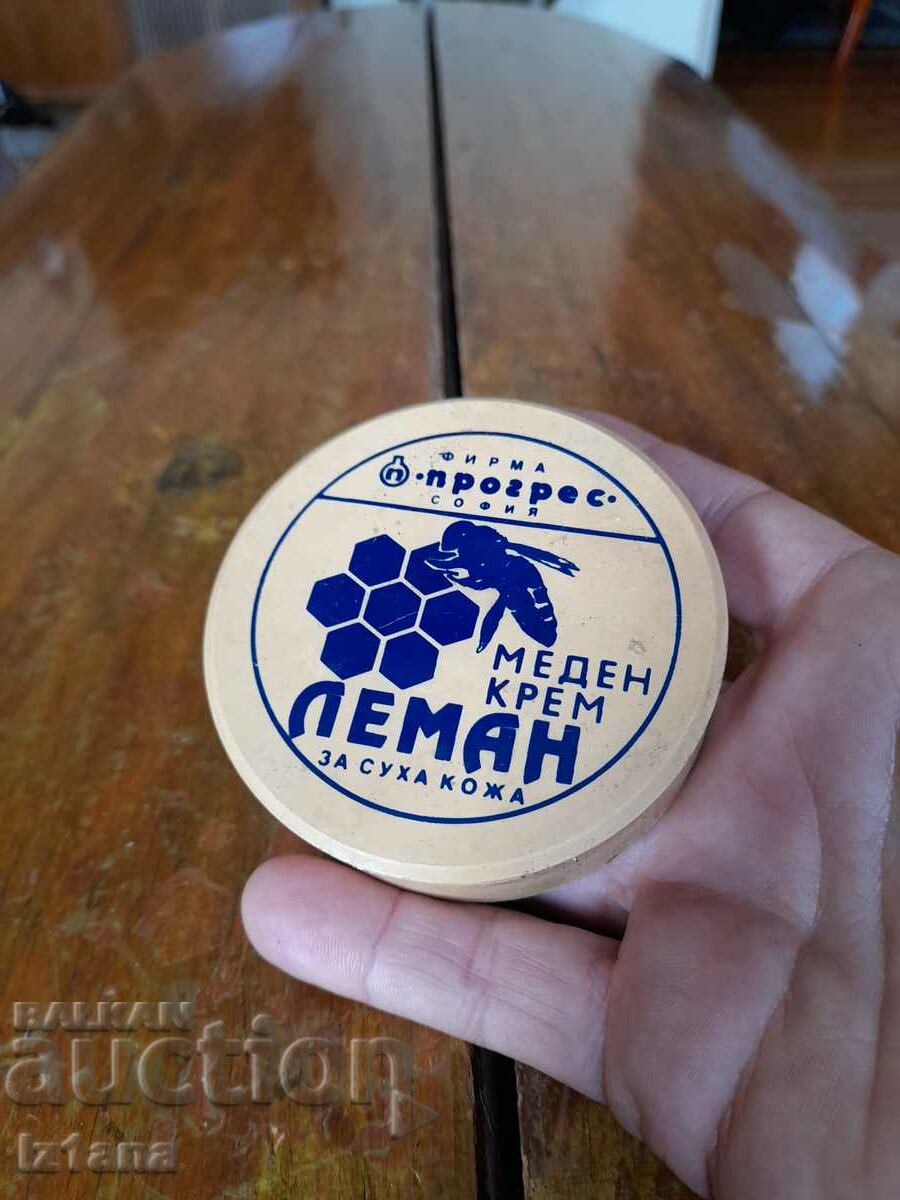 ФИРМА
п •прогрес•
СОФИЯ
МЕДЕН
КРЕМ
ЛЕМАН
ЗА СУХА КОЖА
BALKAN
auction
iz1ana